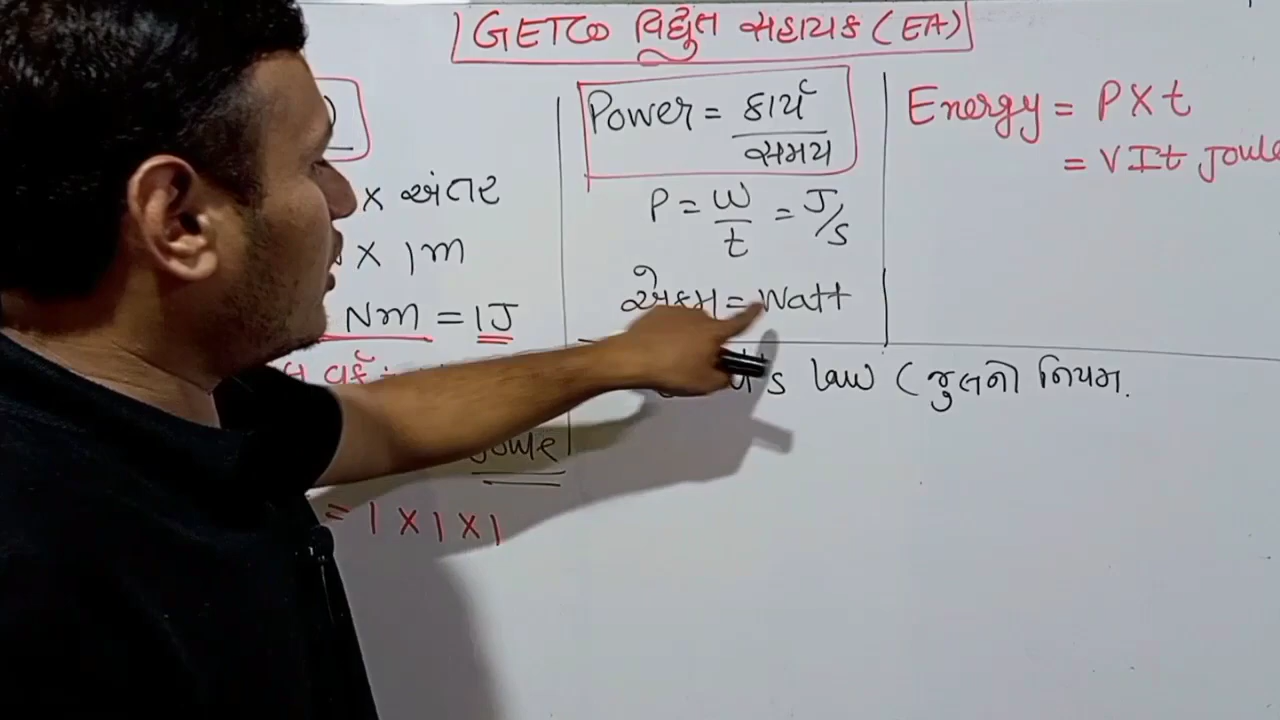 GETCO વિદ્યુત સહાયક (EA)
x અંતર
x 1m
Nm = 1J
Joule
= 1 x 1 x 1
Power = કાર્ય / સમય
P = W/t = J/s
એકમ = Watt
's law (જુલનો નિયમ.
Energy = P X t
= VIt Joule